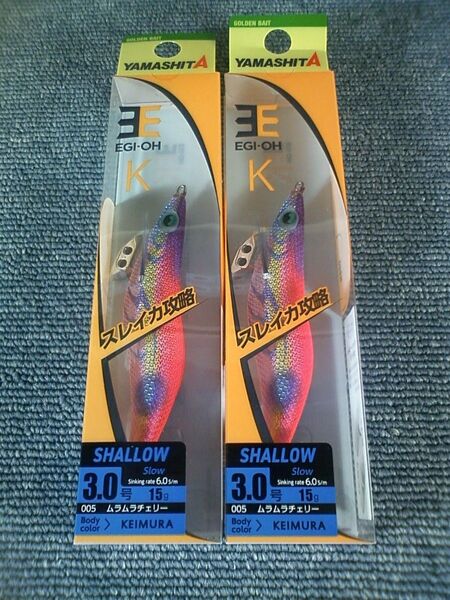 GOLDEN BAIT
YAMASHITA
EGI-OH
K
スレイカ攻略
SHALLOW
Slow
Sinking rate 6.0 s/m
3.0号 15g
005 ムラムラチェリー
Body color > KEIMURA
GOLDEN BAIT
YAMASHITA
EGI-OH
K
スレイカ攻略
SHALLOW
Slow
Sinking rate 6.0 s/m
3.0号 15g
005 ムラムラチェリー
Body color > KEIMURA